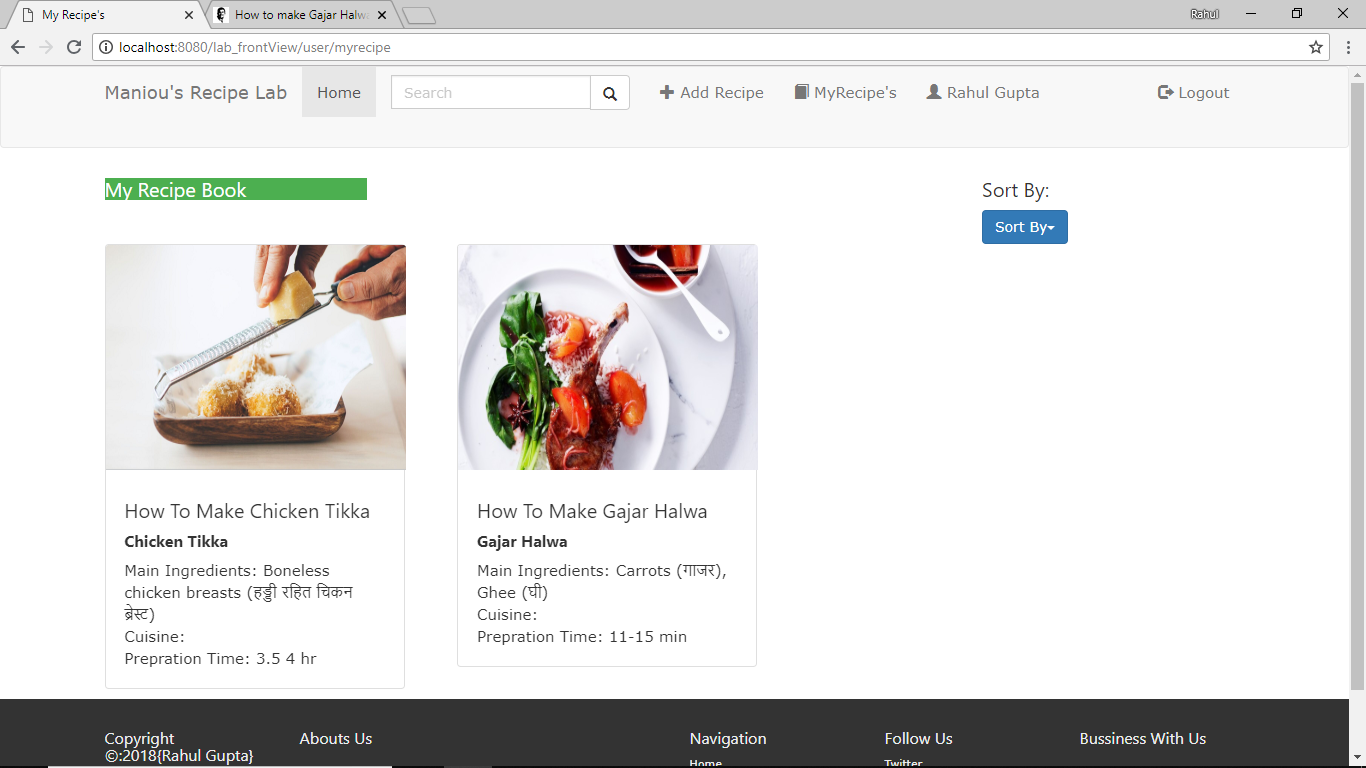 My Recipe's
How to make Gajar Halwa
Rahul
localhost:8080/lab_frontView/user/myrecipe
Maniou's Recipe Lab Home Search Add Recipe MyRecipe's Rahul Gupta Logout
My Recipe Book
Sort By:
Sort By
How To Make Chicken Tikka
Chicken Tikka
Main Ingredients: Boneless
chicken breasts (हड्डी रहित चिकन
ब्रेस्ट)
Cuisine:
Prepration Time: 3.5 4 hr
How To Make Gajar Halwa
Gajar Halwa
Main Ingredients: Carrots (गाजर),
Ghee (घी)
Cuisine:
Prepration Time: 11-15 min
Copyright
©:2018{Rahul Gupta}
Abouts Us
Navigation
Home
Follow Us
Twitter
Bussiness With Us